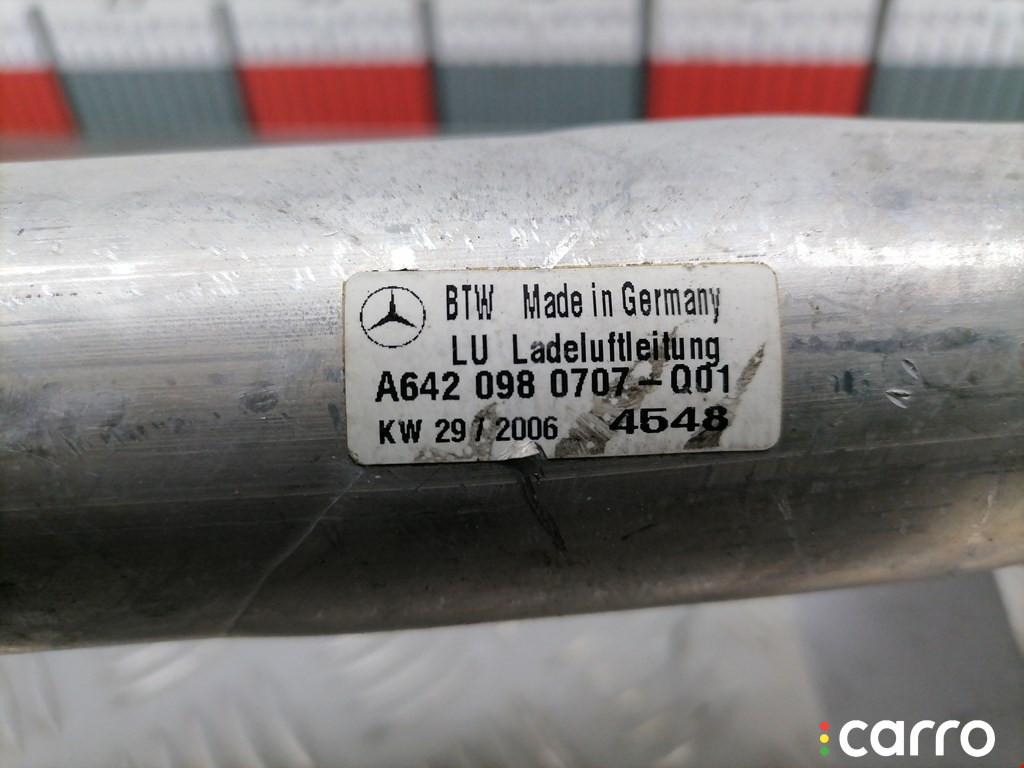 BTW Made in Germany
LU Ladeluftleitung
A642 098 0707-Q01
KW 29 / 2006 4548
carro